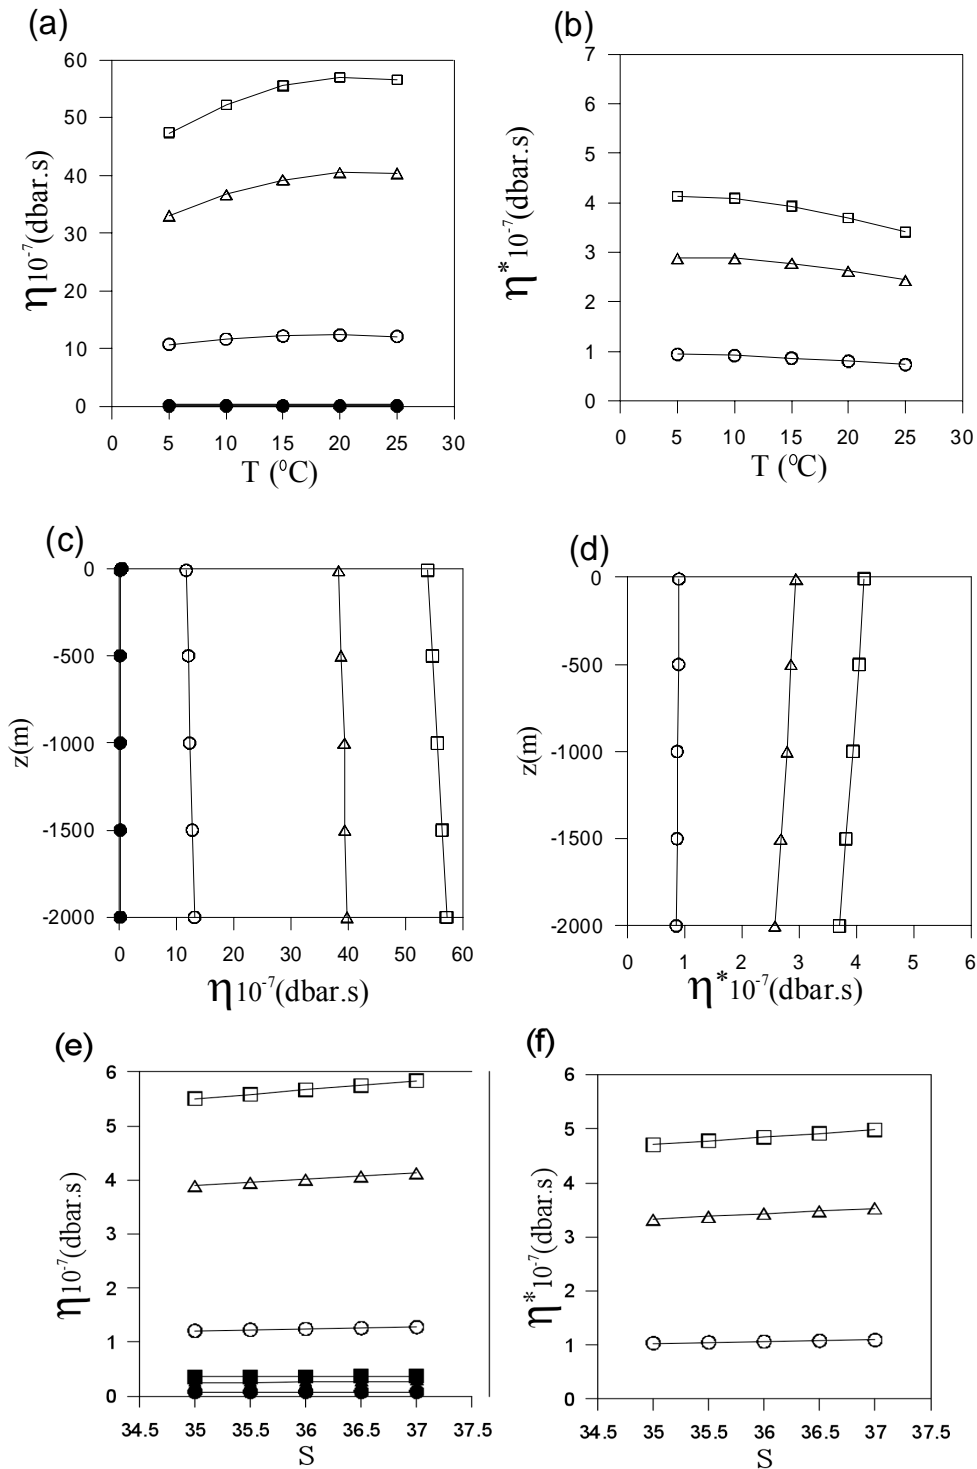 (a)
60
50
40
30
20
10
0
η10⁻⁷(dbar.s)
0 5 10 15 20 25 30
T (⁰C)
(b)
7
6
5
4
3
2
1
0
η*10⁻⁷(dbar.s)
0 5 10 15 20 25 30
T (⁰C)
(c)
0
-500
-1000
-1500
-2000
z(m)
0 10 20 30 40 50 60
η10⁻⁷(dbar.s)
(d)
0
-500
-1000
-1500
-2000
z(m)
0 1 2 3 4 5 6
η*10⁻⁷(dbar.s)
(e)
6
5
4
2
1
0
η10⁻⁷(dbar.s)
34.5 35 35.5 36 36.5 37 37.5
S
(f)
6
5
4
3
2
1
0
η*10⁻⁷(dbar.s)
34.5 35 35.5 36 36.5 37 37.5
S